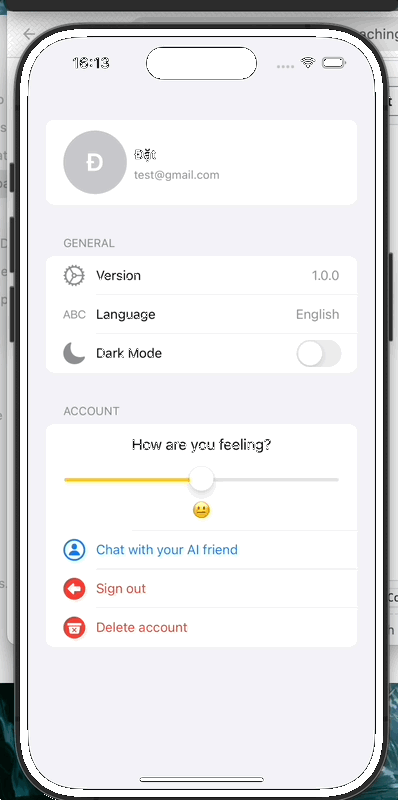 aching
16:13
Đ
Đặt
test@gmail.com
GENERAL
Version 1.0.0
ABC Language English
Dark Mode
ACCOUNT
How are you feeling?
Chat with your AI friend
Sign out
Delete account